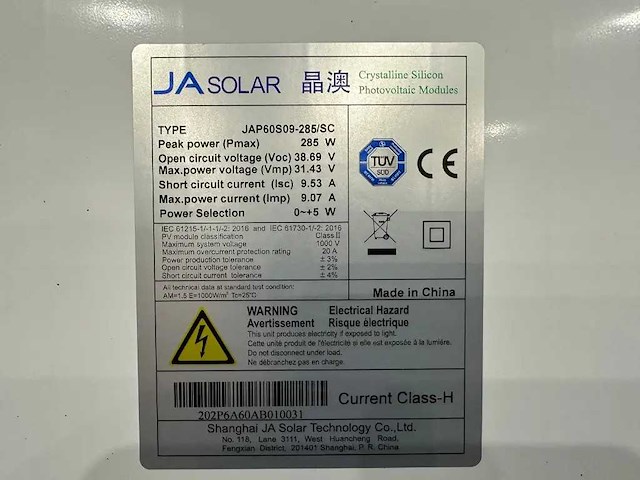 JA SOLAR 晶澳 Crystalline Silicon
Photovoltaic Modules
TYPE JAP60S09-285/SC
Peak power (Pmax) 285 W
Open circuit voltage (Voc) 38.69 V
Max.power voltage (Vmp) 31.43 V
Short circuit current (Isc) 9.53 A
Max.power current (Imp) 9.07 A
Power Selection 0~+5 W
TÜV
SÜD
CE
IEC 61215-1/-1-1/-2: 2016 and IEC 61730-1/-2: 2016
PV module classification Class II
Maximum system voltage 1000 V
Maximum overcurrent protection rating 20 A
Power production tolerance ±3%
Open circuit voltage tolerance ±2%
Short circuit current tolerance ±4%
All technical data at standard test condition:
AM=1.5 E=1000W/m² Tc=25°C
Made in China
WARNING Electrical Hazard
Avertissement Risque électrique
This unit produces electricity if exposed to light.
Cette unité produit de l'électricité si elle est exposée à la lumière.
Do not disconnect under load.
Ne débranchez pas en charge.
202P6A60AB010031
Current Class-H
Shanghai JA Solar Technology Co.,Ltd.
No. 118, Lane 3111, West Huancheng Road,
Fengxian District, 201401 Shanghai, P. R. China